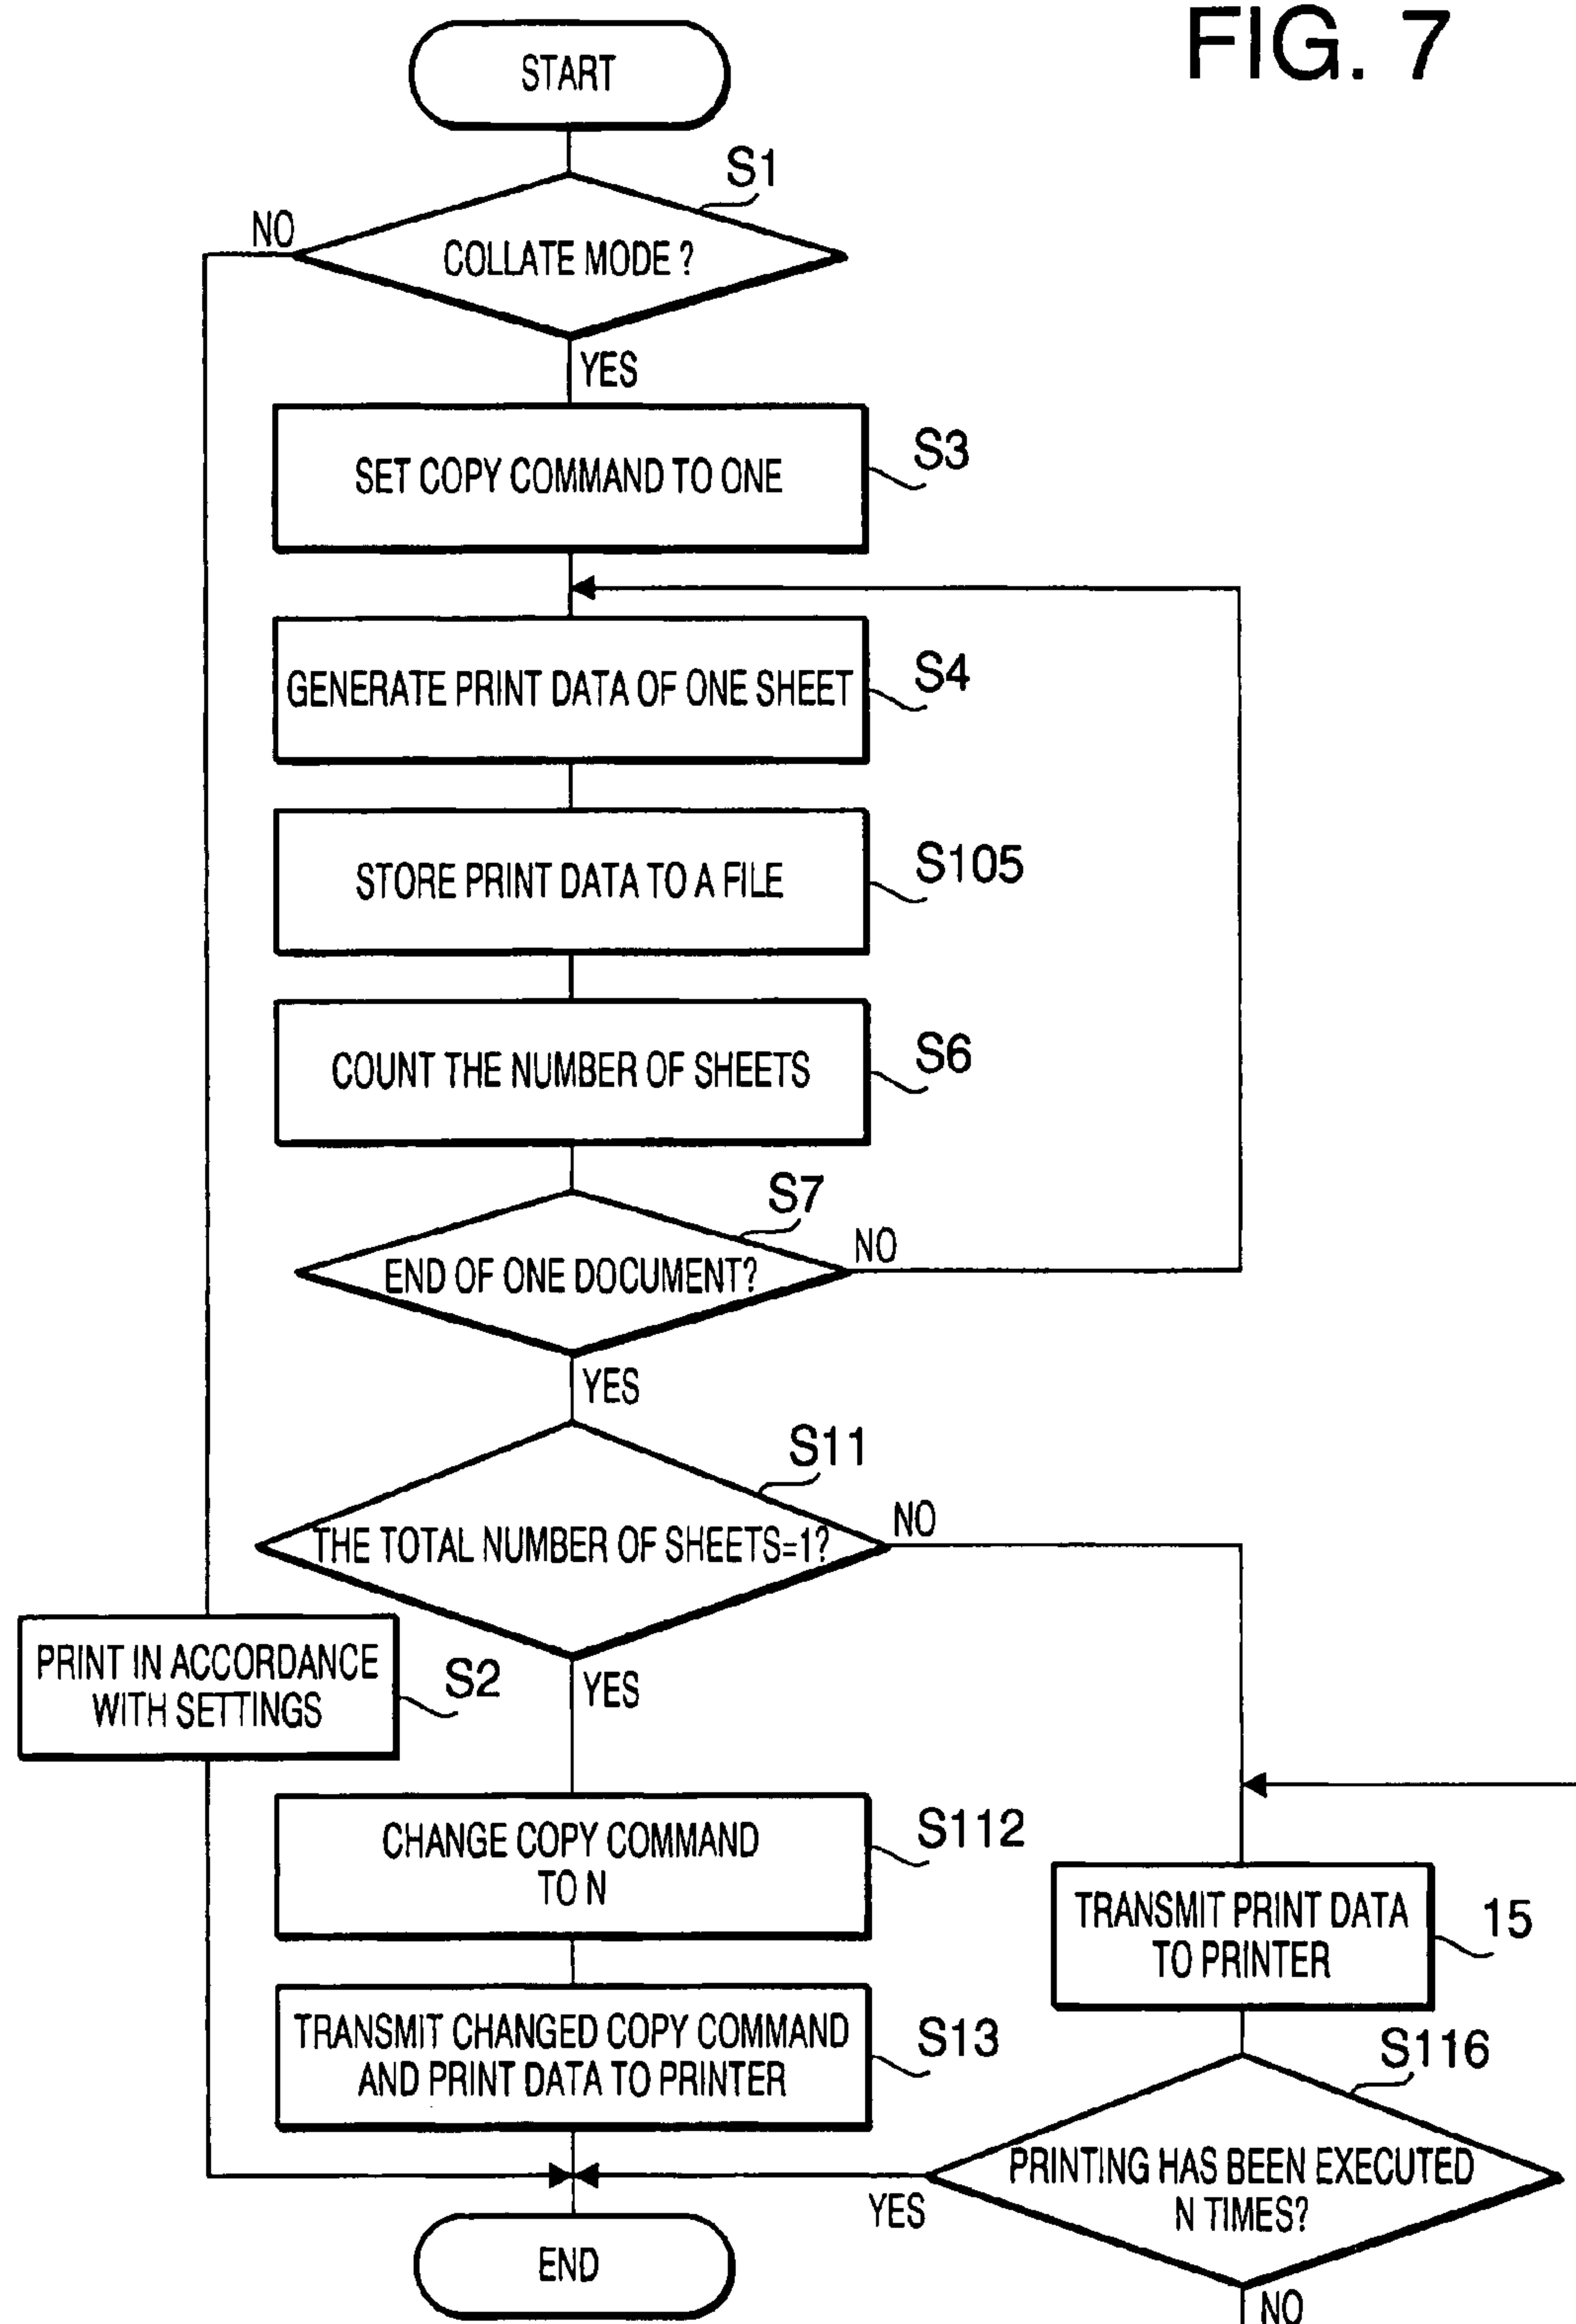 FIG. 7
START
S1
NO
COLLATE MODE ?
YES
S3
SET COPY COMMAND TO ONE
S4
GENERATE PRINT DATA OF ONE SHEET
S105
STORE PRINT DATA TO A FILE
S6
COUNT THE NUMBER OF SHEETS
S7
NO
END OF ONE DOCUMENT?
YES
S11
NO
THE TOTAL NUMBER OF SHEETS=1?
YES
PRINT IN ACCORDANCE
WITH SETTINGS
S2
S112
CHANGE COPY COMMAND
TO N
TRANSMIT PRINT DATA
TO PRINTER
15
S13
TRANSMIT CHANGED COPY COMMAND
AND PRINT DATA TO PRINTER
S116
PRINTING HAS BEEN EXECUTED
N TIMES?
YES
END
NO